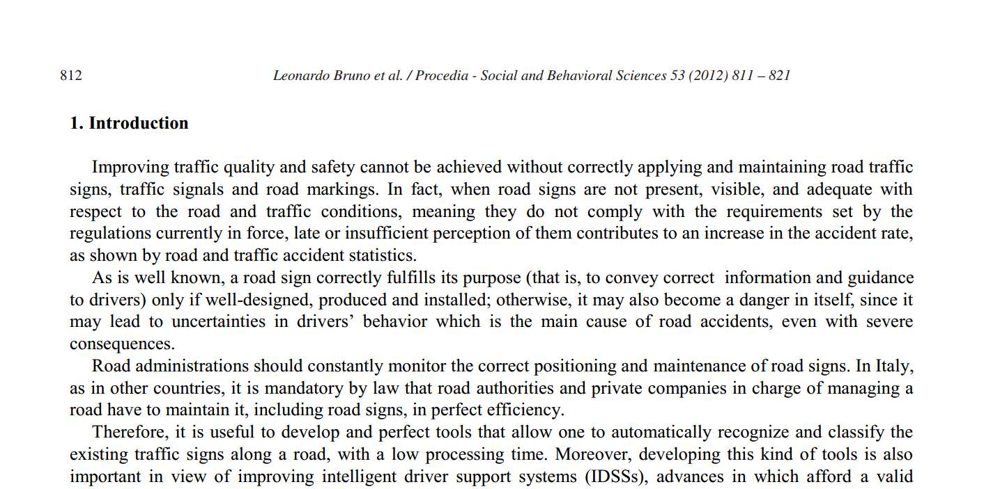 812
Leonardo Bruno et al. / Procedia - Social and Behavioral Sciences 53 (2012) 811 – 821
1. Introduction
Improving traffic quality and safety cannot be achieved without correctly applying and maintaining road traffic
signs, traffic signals and road markings. In fact, when road signs are not present, visible, and adequate with
respect to the road and traffic conditions, meaning they do not comply with the requirements set by the
regulations currently in force, late or insufficient perception of them contributes to an increase in the accident rate,
as shown by road and traffic accident statistics.
As is well known, a road sign correctly fulfills its purpose (that is, to convey correct information and guidance
to drivers) only if well-designed, produced and installed; otherwise, it may also become a danger in itself, since it
may lead to uncertainties in drivers’ behavior which is the main cause of road accidents, even with severe
consequences.
Road administrations should constantly monitor the correct positioning and maintenance of road signs. In Italy,
as in other countries, it is mandatory by law that road authorities and private companies in charge of managing a
road have to maintain it, including road signs, in perfect efficiency.
Therefore, it is useful to develop and perfect tools that allow one to automatically recognize and classify the
existing traffic signs along a road, with a low processing time. Moreover, developing this kind of tools is also
important in view of improving intelligent driver support systems (IDSSs), advances in which afford a valid